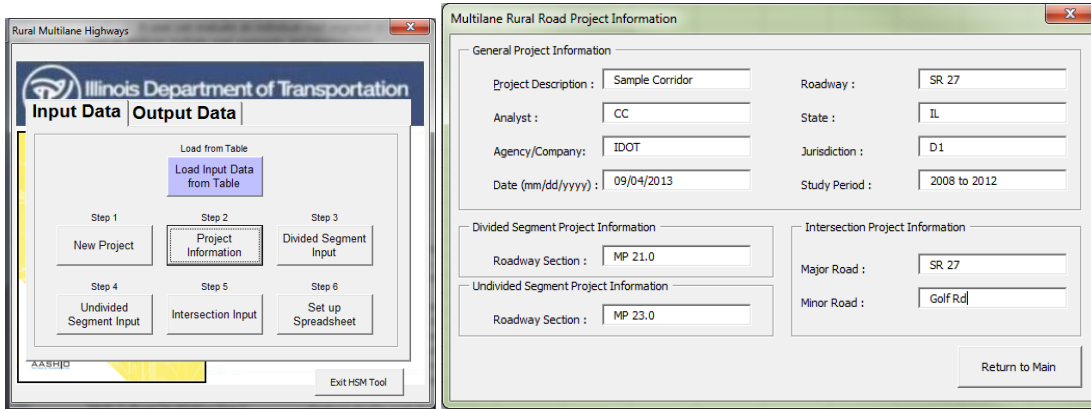 Rural Multilane Highways
Illinois Department of Transportation
Input Data Output Data
Load from Table
Load Input Data
from Table
Step 1 Step 2 Step 3
New Project
Project
Information
Divided Segment
Input
Step 4 Step 5 Step 6
Undivided
Segment Input
Intersection Input
Set up
Spreadsheet
AASHO
Exit HSM Tool
Multilane Rural Road Project Information
General Project Information
Project Description : Sample Corridor
Analyst : CC
Agency/Company: IDOT
Date (mm/dd/yyyy) : 09/04/2013
Roadway : SR 27
State : IL
Jurisdiction : D1
Study Period : 2008 to 2012
Divided Segment Project Information
Roadway Section : MP 21.0
Undivided Segment Project Information
Roadway Section : MP 23.0
Intersection Project Information
Major Road : SR 27
Minor Road : Golf Rd
Return to Main